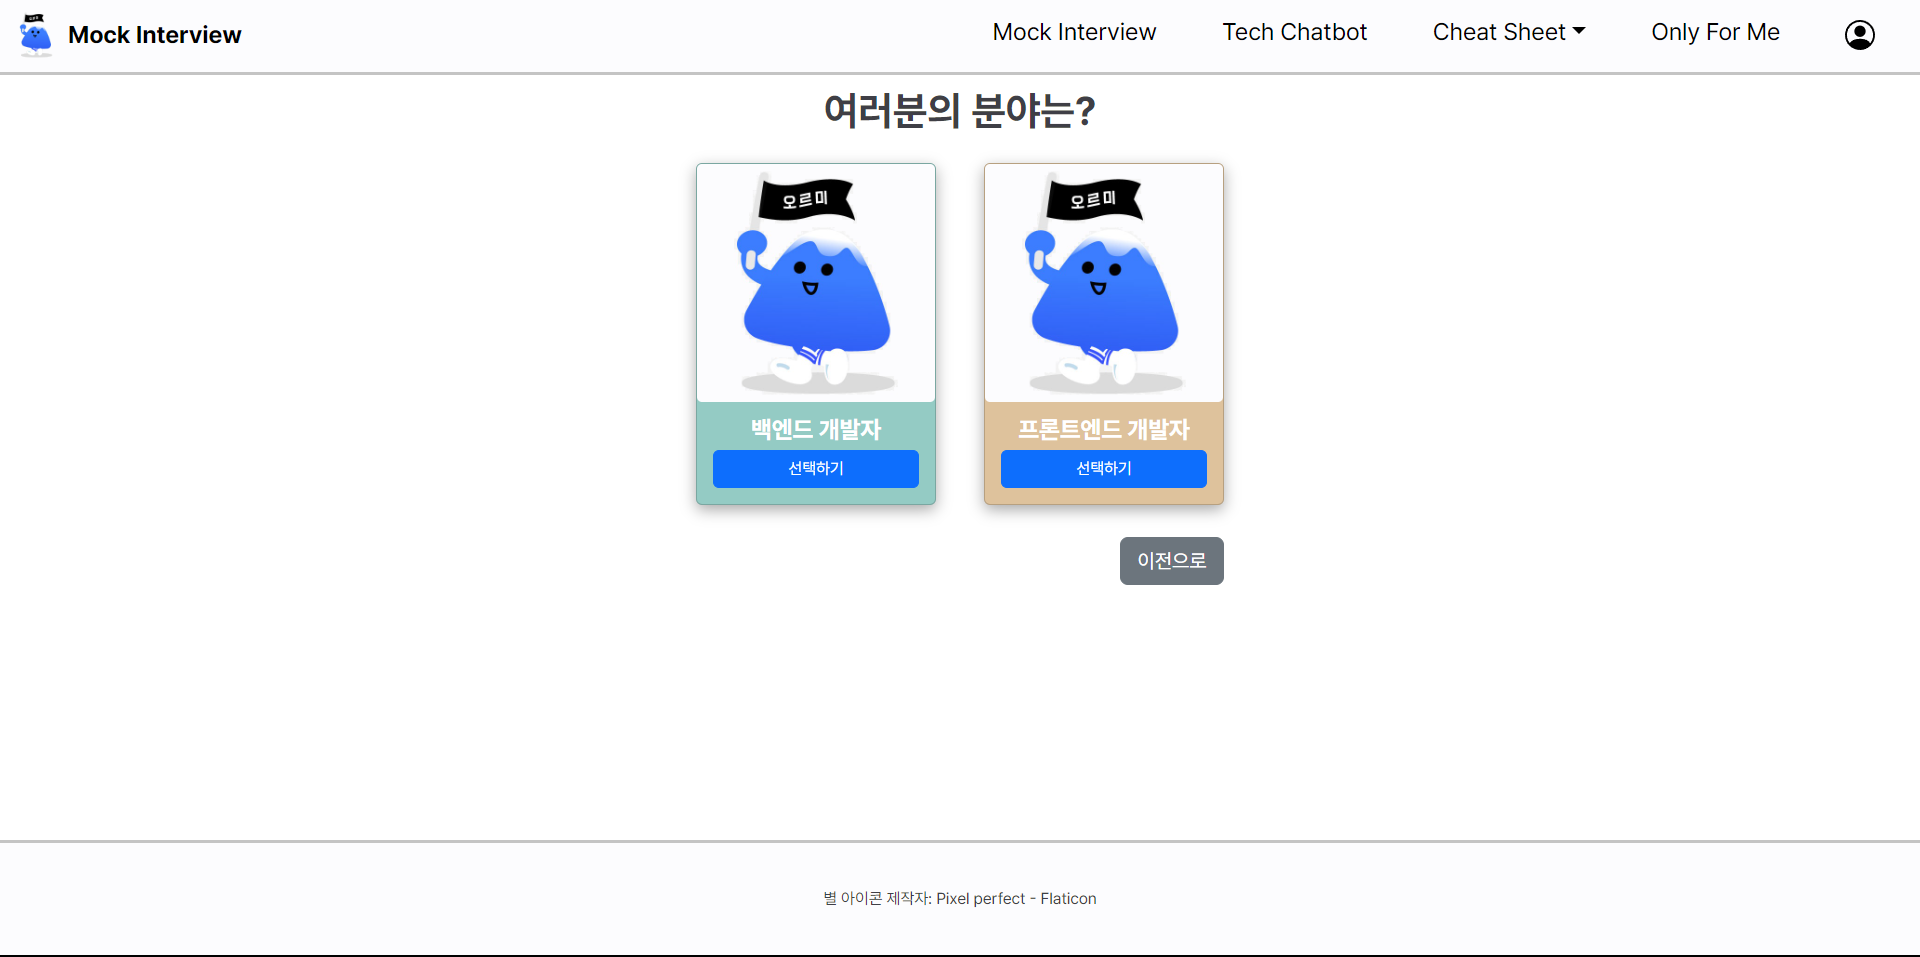 Mock Interview
Mock Interview Tech Chatbot Cheat Sheet Only For Me
여러분의 분야는?
오르미
오르미
백엔드 개발자
선택하기
프론트엔드 개발자
선택하기
이전으로
별 아이콘 제작자: Pixel perfect - Flaticon